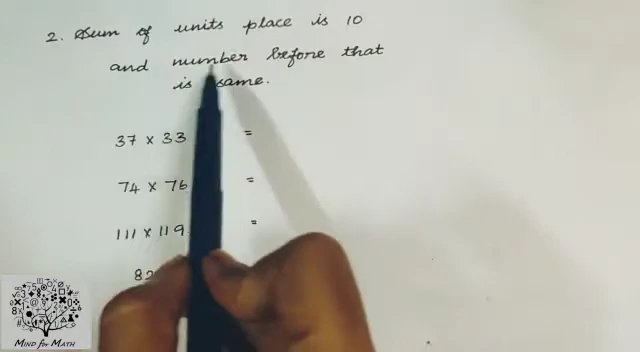 2. Sum of units place is 10
and number before that
is same.
37 × 33 =
74 × 76 =
111 × 119 =
82
MIND for MATH